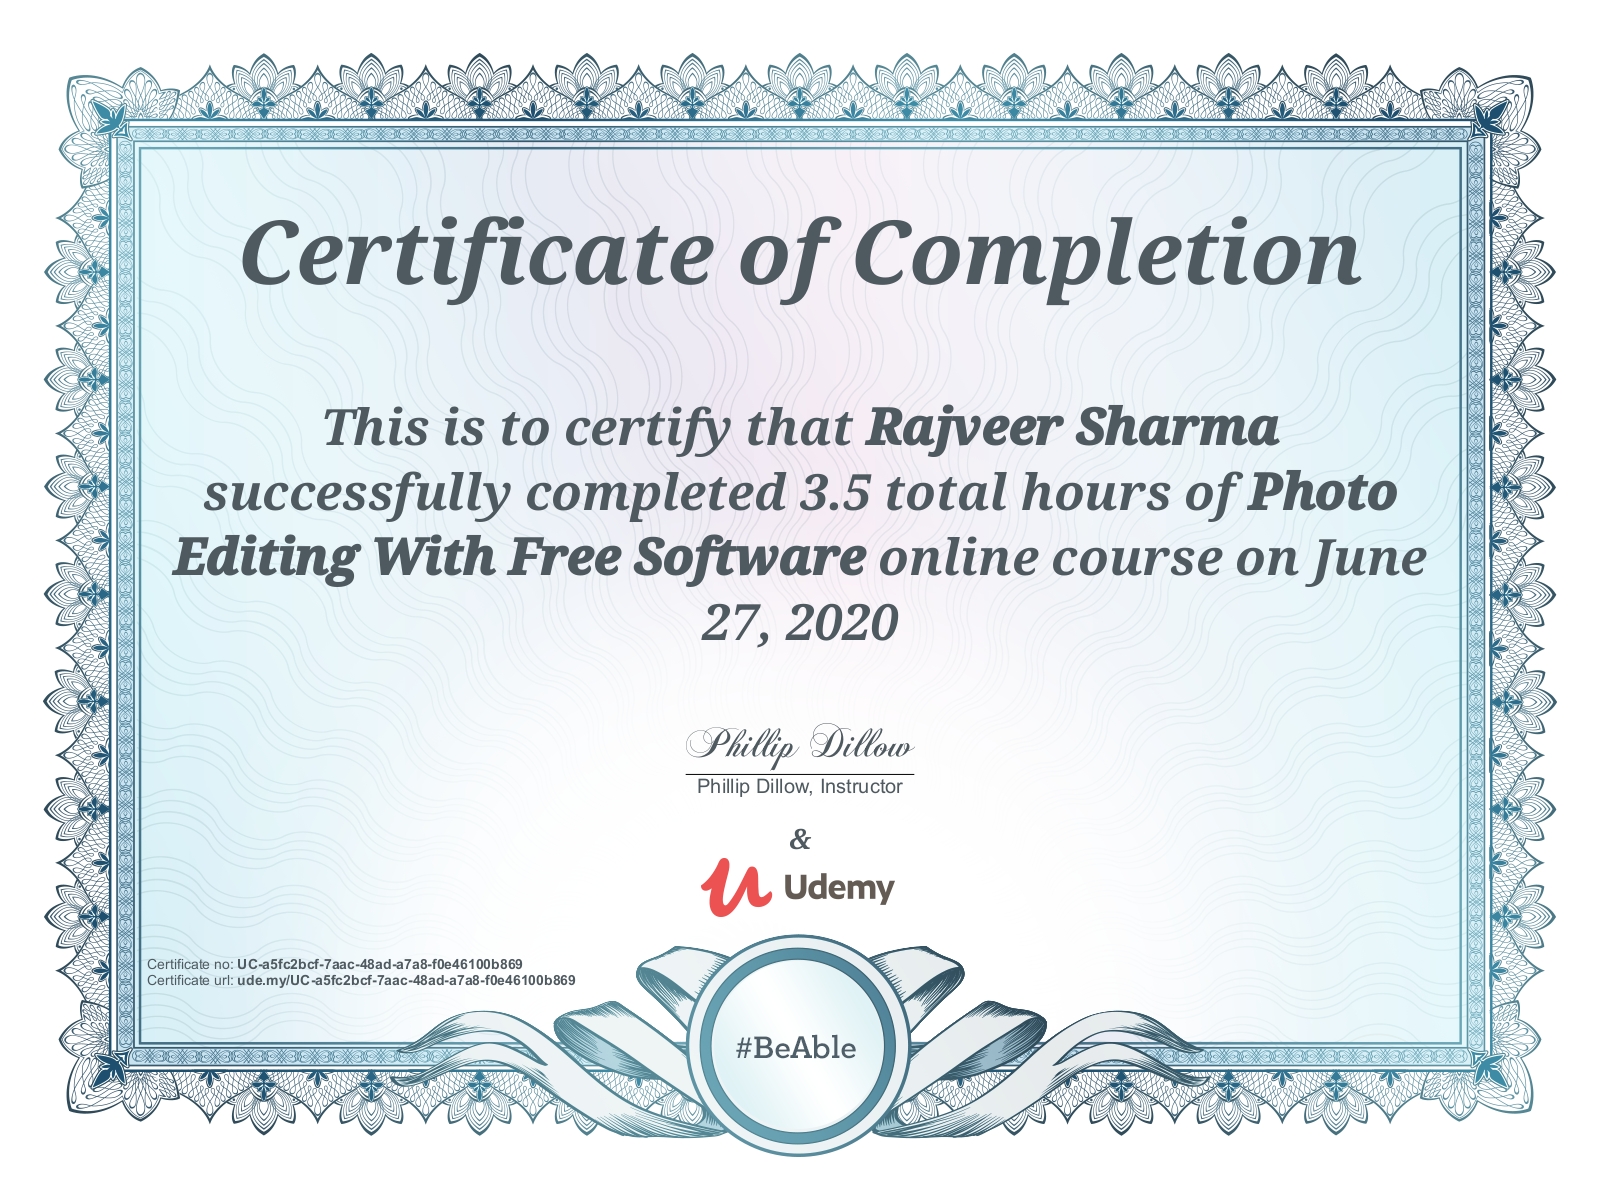 Certificate of Completion
This is to certify that Rajveer Sharma
successfully completed 3.5 total hours of Photo
Editing With Free Software online course on June
27, 2020
Phillip Dillow
Phillip Dillow, Instructor
&
Udemy
Certificate no: UC-a5fc2bcf-7aac-48ad-a7a8-f0e46100b869
Certificate url: ude.my/UC-a5fc2bcf-7aac-48ad-a7a8-f0e46100b869
#BeAble